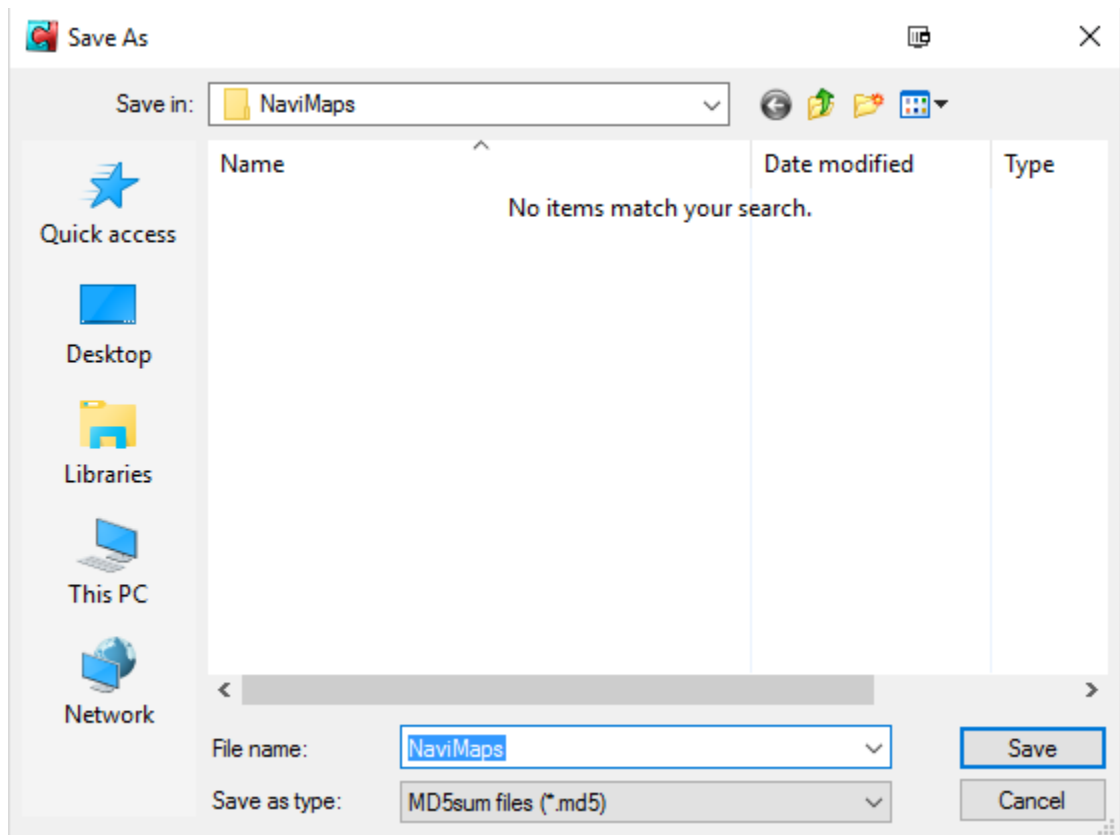 Save As
Save in:
NaviMaps
Name
Date modified
Type
No items match your search.
Quick access
Desktop
Libraries
This PC
Network
File name:
NaviMaps
Save
Save as type:
MD5sum files (*.md5)
Cancel